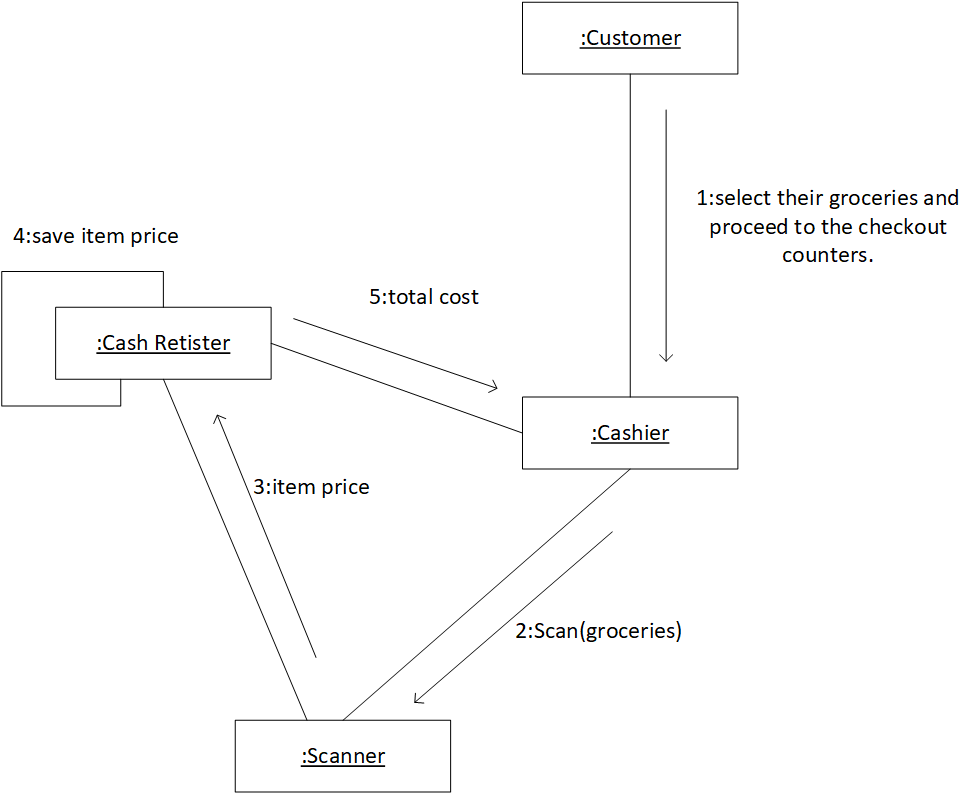 :Customer
1:select their groceries and
proceed to the checkout
counters.
4:save item price
5:total cost
:Cash Retister
:Cashier
3:item price
2:Scan(groceries)
:Scanner